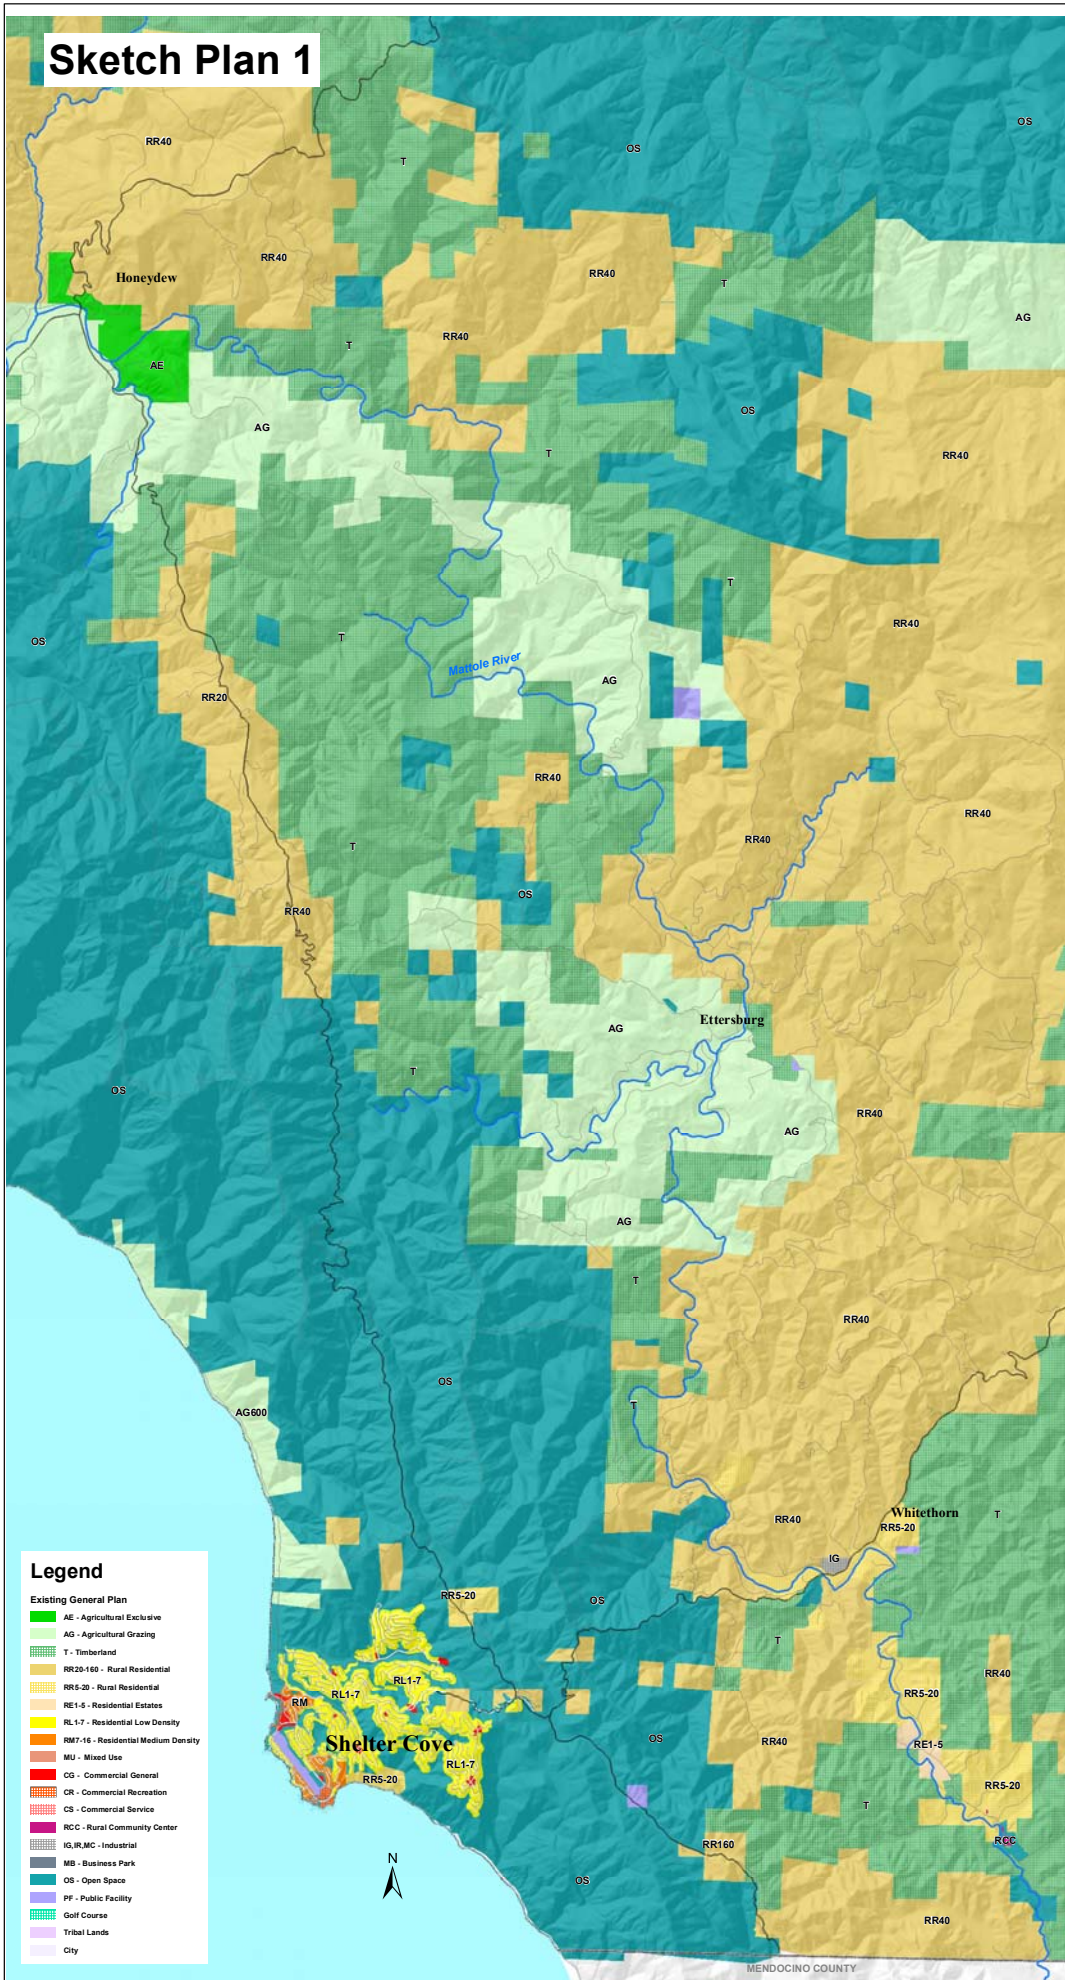 Sketch Plan 1
OS
OS
RR40
T
RR40
Honeydew
RR40
T
AG
RR40
T
AE
OS
AG
T
RR40
T
RR40
OS
T
Mattole River
AG
RR20
RR40
RR40
RR40
T
OS
RR40
Ettersburg
AG
T
OS
RR40
AG
AG
T
RR40
OS
T
AG600
Whitethorn
T
RR40
RR5-20
IG
RR5-20
OS
T
RR40
RL1-7
RL1-7
RR5-20
RM
OS
RR40
RE1-5
Shelter Cove
RL1-7
RR5-20
RR5-20
T
RR160
RCC
OS
RR40
N
MENDOCINO COUNTY
Legend
Existing General Plan
AE - Agricultural Exclusive
AG - Agricultural Grazing
T - Timberland
RR20-160 - Rural Residential
RR5-20 - Rural Residential
RE1-5 - Residential Estates
RL1-7 - Residential Low Density
RM7-16 - Residential Medium Density
MU - Mixed Use
CG - Commercial General
CR - Commercial Recreation
CS - Commercial Service
RCC - Rural Community Center
IG,IR,MC - Industrial
MB - Business Park
OS - Open Space
PF - Public Facility
Golf Course
Tribal Lands
City